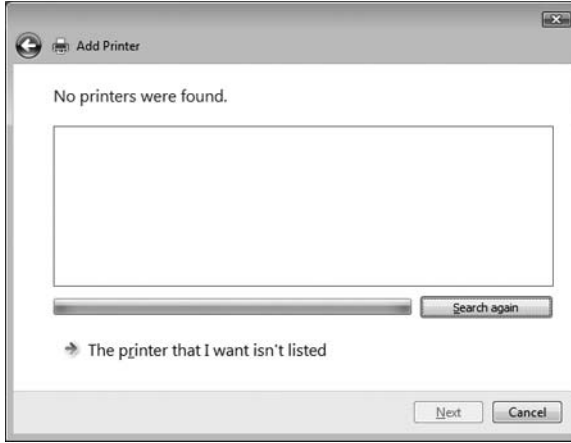 Add Printer
No printers were found.
Search again
The printer that I want isn't listed
Next Cancel